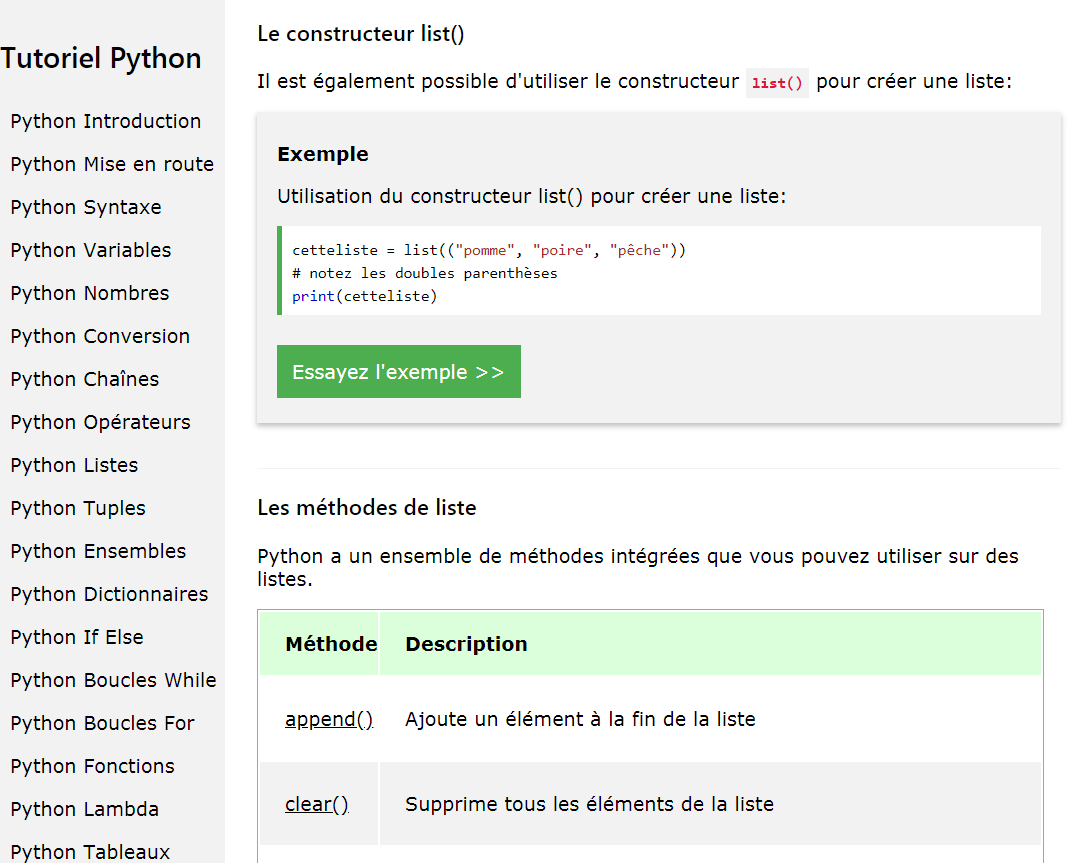 Tutoriel Python
Python Introduction
Python Mise en route
Python Syntaxe
Python Variables
Python Nombres
Python Conversion
Python Chaînes
Python Opérateurs
Python Listes
Python Tuples
Python Ensembles
Python Dictionnaires
Python If Else
Python Boucles While
Python Boucles For
Python Fonctions
Python Lambda
Python Tableaux
Le constructeur list()
Il est également possible d'utiliser le constructeur list() pour créer une liste:
Exemple
Utilisation du constructeur list() pour créer une liste:
cetteliste = list(("pomme", "poire", "pêche"))
# notez les doubles parenthèses
print(cetteliste)
Essayez l'exemple >>
Les méthodes de liste
Python a un ensemble de méthodes intégrées que vous pouvez utiliser sur des
listes.
Méthode Description
append() Ajoute un élément à la fin de la liste
clear() Supprime tous les éléments de la liste